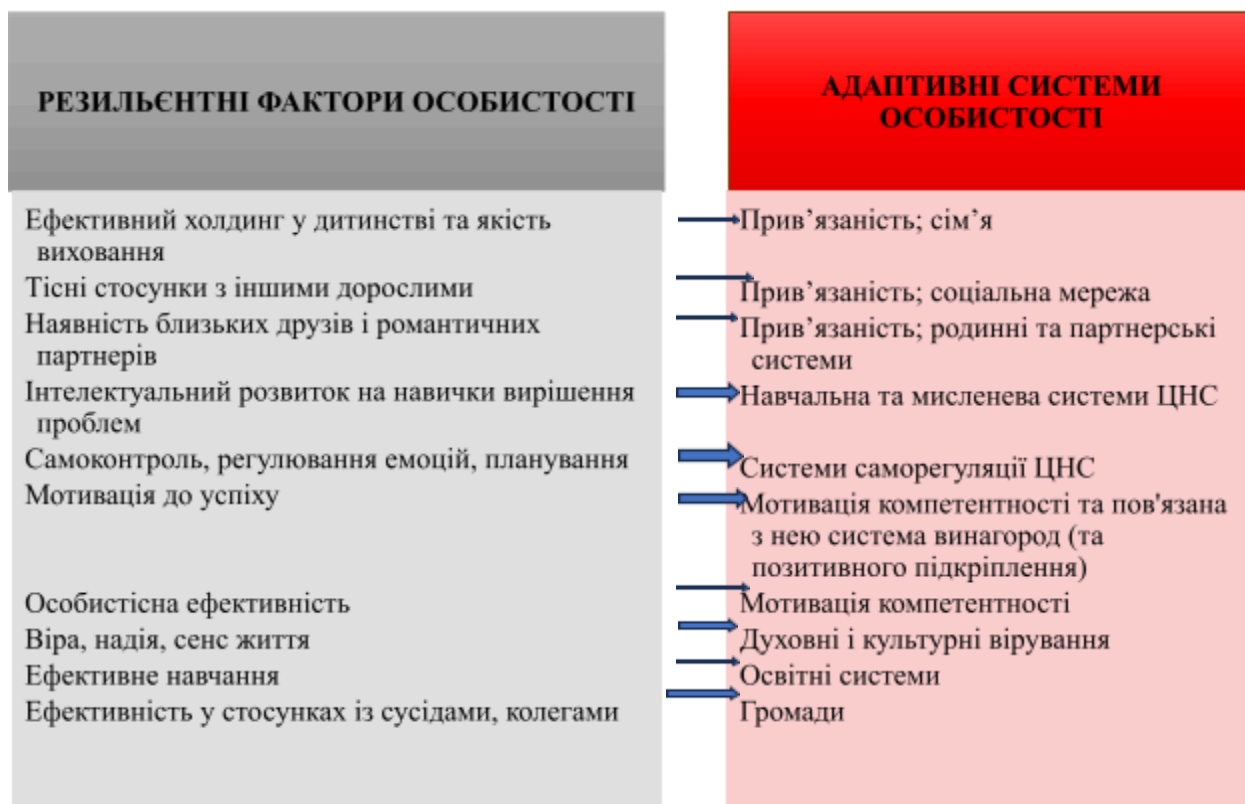 РЕЗИЛЬЄНТНІ ФАКТОРИ ОСОБИСТОСТІ
Ефективний холдинг у дитинстві та якість
виховання
Тісні стосунки з іншими дорослими
Наявність близьких друзів і романтичних
партнерів
Інтелектуальний розвиток на навички вирішення
проблем
Самоконтроль, регулювання емоцій, планування
Мотивація до успіху
Особистісна ефективність
Віра, надія, сенс життя
Ефективне навчання
Ефективність у стосунках із сусідами, колегами
АДАПТИВНІ СИСТЕМИ
ОСОБИСТОСТІ
Прив’язаність; сім’я
Прив’язаність; соціальна мережа
Прив’язаність; родинні та партнерські
системи
Навчальна та мисленева системи ЦНС
Системи саморегуляції ЦНС
Мотивація компетентності та пов'язана
з нею система винагород (та
позитивного підкріплення)
Мотивація компетентності
Духовні і культурні вірування
Освітні системи
Громади